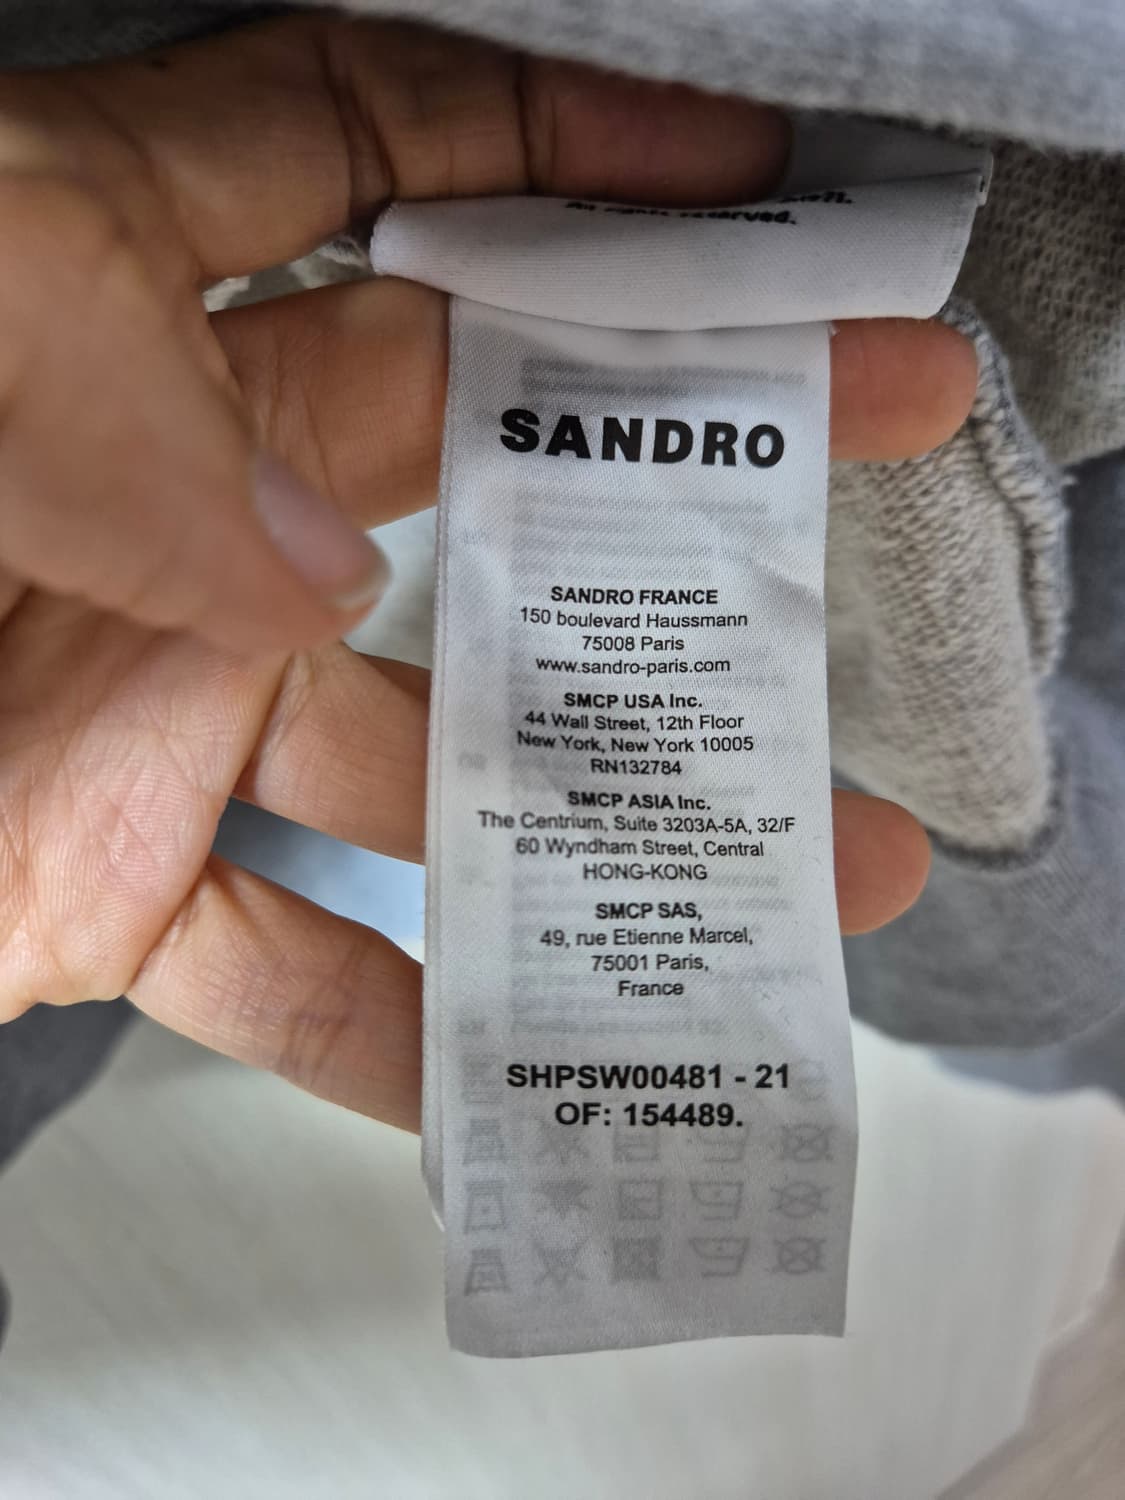 reserved.
SANDRO
SANDRO FRANCE
150 boulevard Haussmann
75008 Paris
www.sandro-paris.com
SMCP USA Inc.
44 Wall Street, 12th Floor
New York, New York 10005
RN132784
SMCP ASIA Inc.
The Centrium, Suite 3203A-5A, 32/F
60 Wyndham Street, Central
HONG-KONG
SMCP SAS,
49, rue Etienne Marcel,
75001 Paris,
France
SHPSW00481 - 21
OF: 154489.